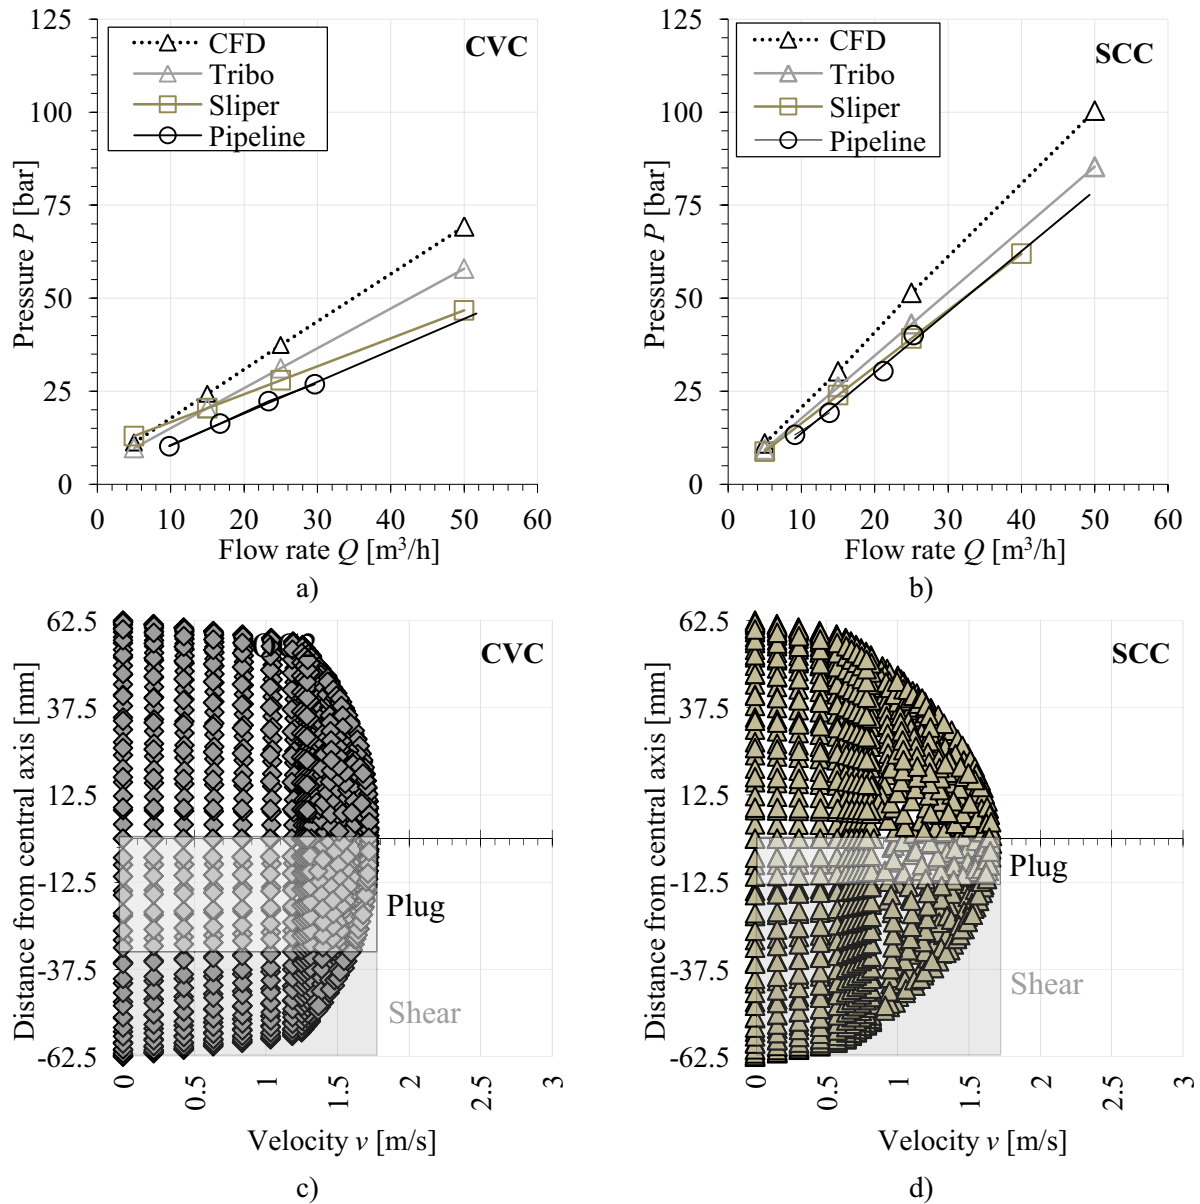 125
100
75
50
25
0
Pressure P [bar]
CFD
Tribo
Sliper
Pipeline
CVC
0 10 20 30 40 50 60
Flow rate Q [m³/h]
a)
125
100
75
50
25
0
Pressure P [bar]
CFD
Tribo
Sliper
Pipeline
SCC
0 10 20 30 40 50 60
Flow rate Q [m³/h]
b)
62.5
37.5
12.5
-12.5
-37.5
-62.5
Distance from central axis [mm]
CVC
Plug
Shear
0 0.5 1 1.5 2 2.5 3
Velocity v [m/s]
c)
62.5
37.5
12.5
-12.5
-37.5
-62.5
Distance from central axis [mm]
SCC
Plug
Shear
0 0.5 1 1.5 2 2.5 3
Velocity v [m/s]
d)